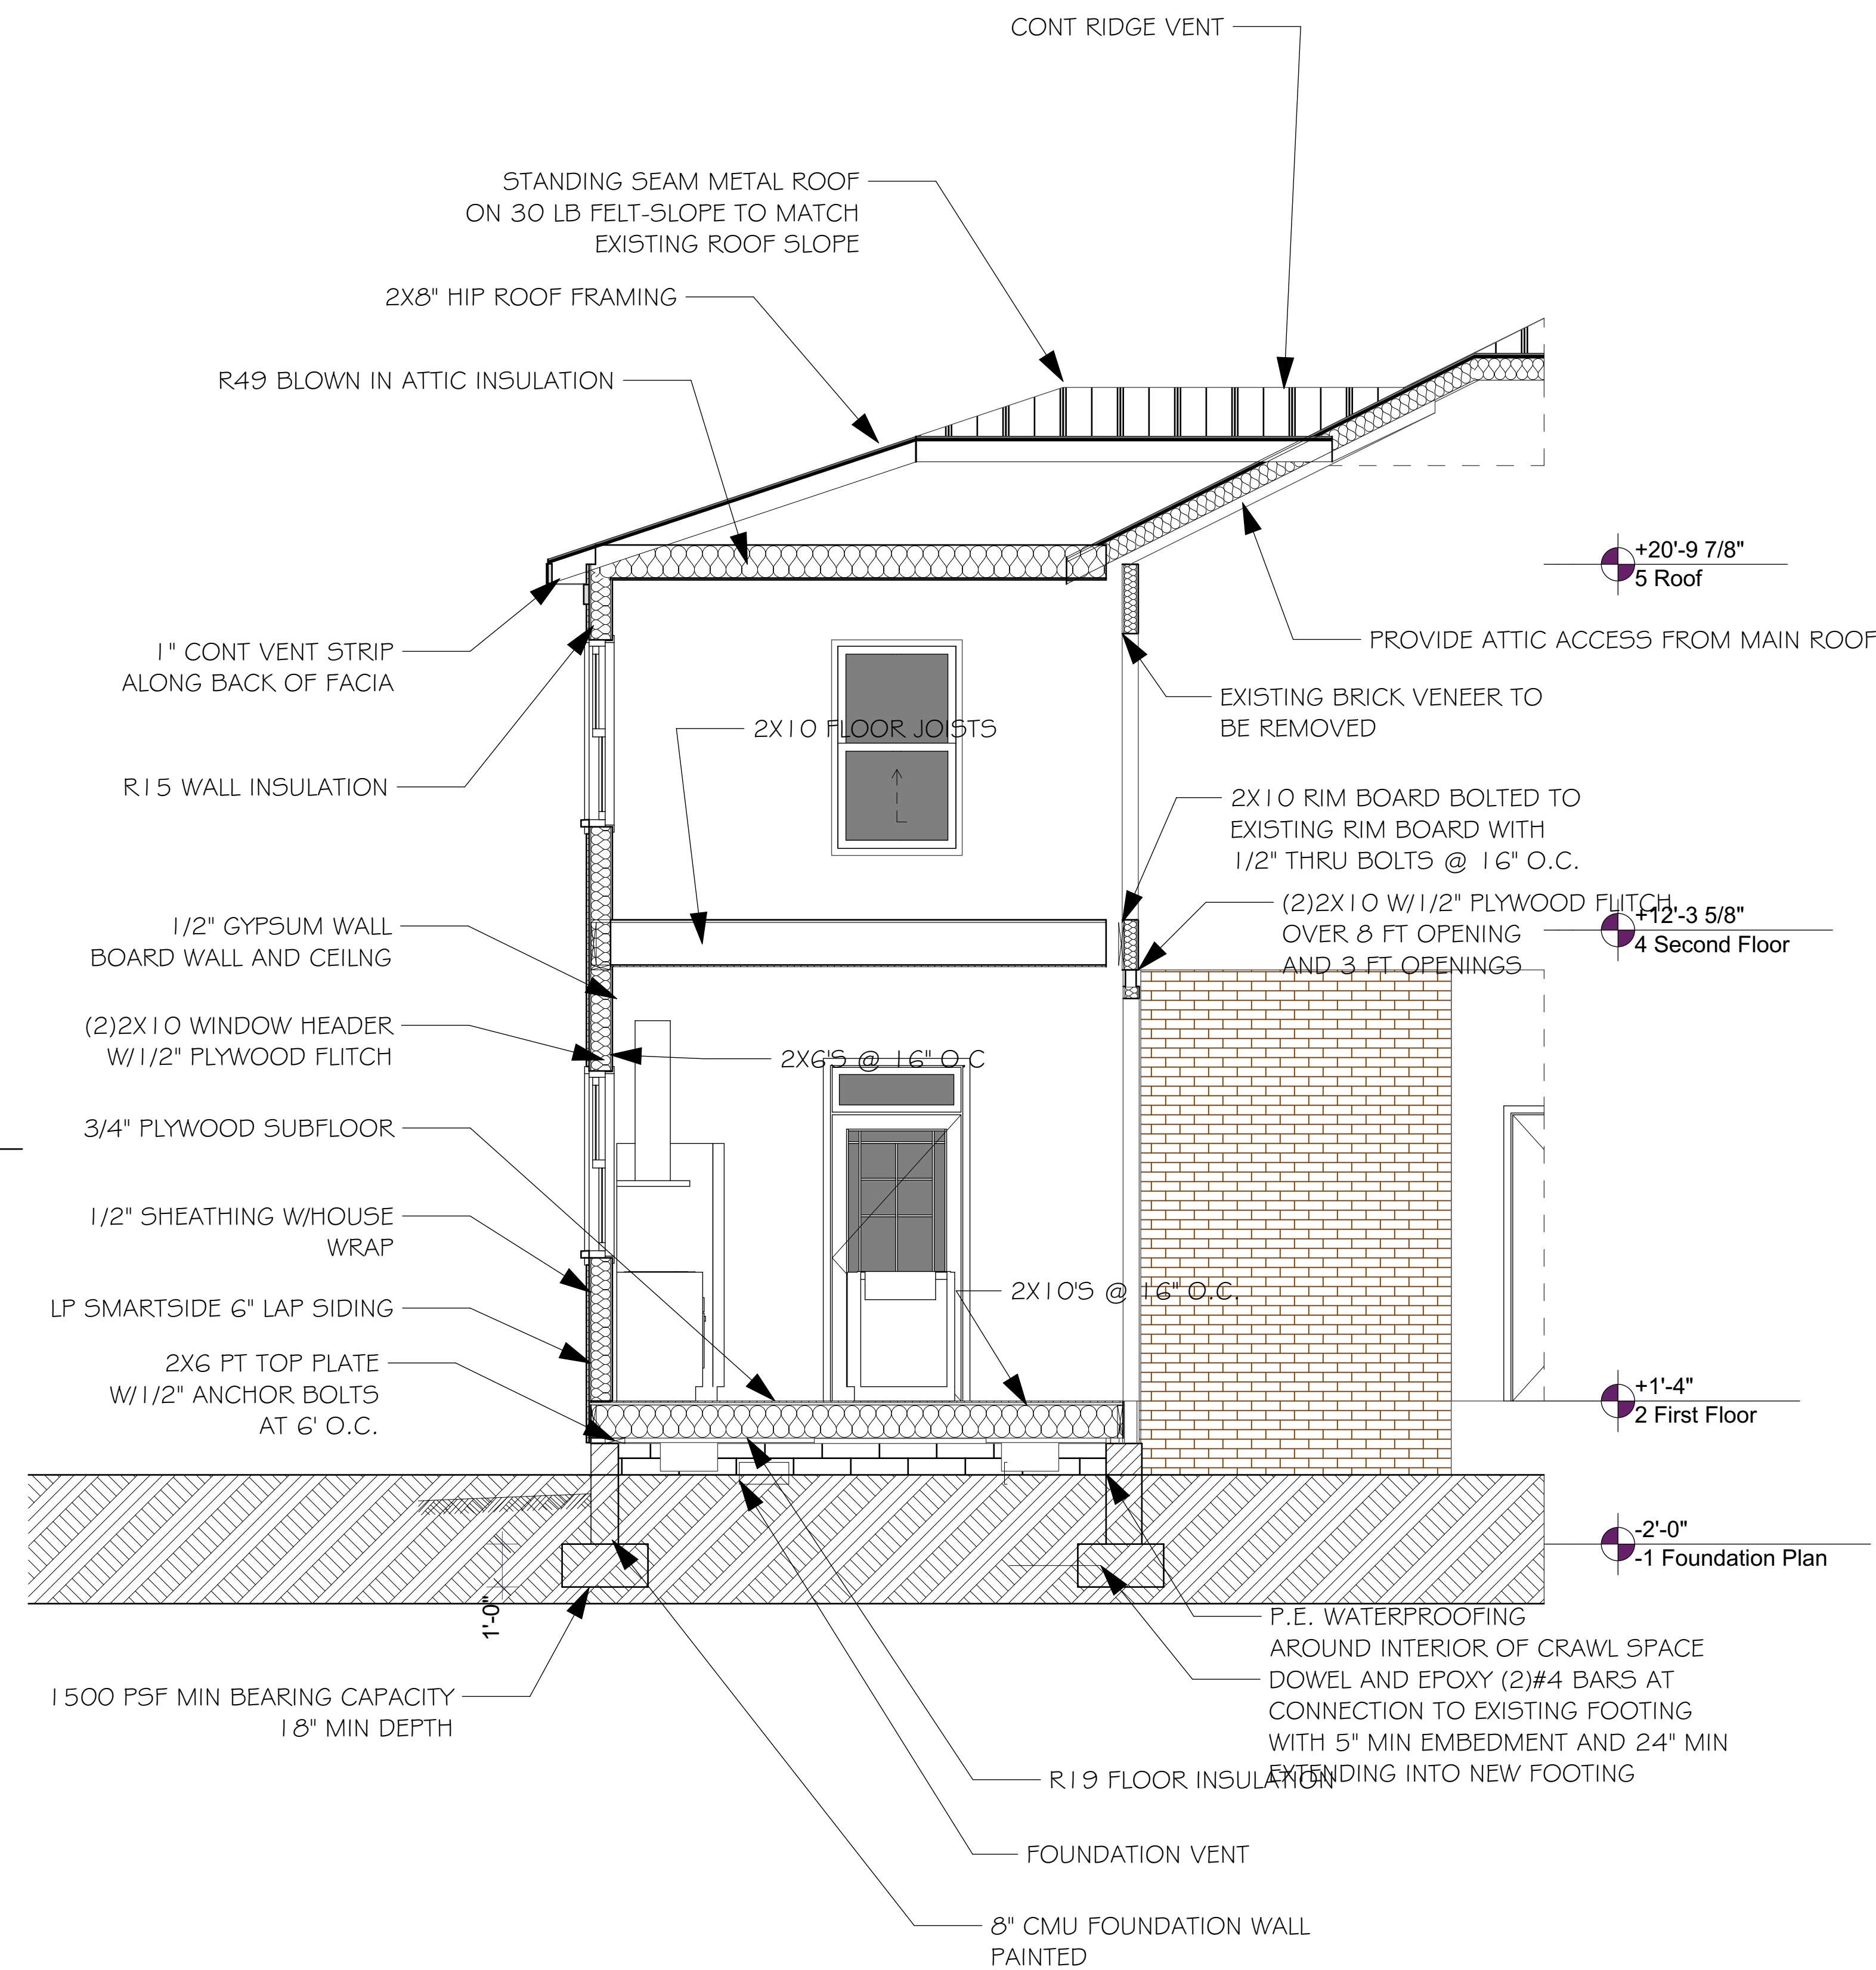 CONT RIDGE VENT
STANDING SEAM METAL ROOF
ON 30 LB FELT-SLOPE TO MATCH
EXISTING ROOF SLOPE
2X8" HIP ROOF FRAMING
R49 BLOWN IN ATTIC INSULATION
+20'-9 7/8"
5 Roof
1" CONT VENT STRIP
ALONG BACK OF FACIA
PROVIDE ATTIC ACCESS FROM MAIN ROOF
EXISTING BRICK VENEER TO
BE REMOVED
2X10 FLOOR JOISTS
R15 WALL INSULATION
2X10 RIM BOARD BOLTED TO
EXISTING RIM BOARD WITH
1/2" THRU BOLTS @ 16" O.C.
(2)2X10 W/1/2" PLYWOOD FLITCH
OVER 8 FT OPENING
AND 3 FT OPENINGS
+12'-3 5/8"
4 Second Floor
1/2" GYPSUM WALL
BOARD WALL AND CEILNG
(2)2X10 WINDOW HEADER
W/1/2" PLYWOOD FLITCH
2X6'S @ 16" O.C
3/4" PLYWOOD SUBFLOOR
1/2" SHEATHING W/HOUSE
WRAP
2X10'S @ 16" O.C.
LP SMARTSIDE 6" LAP SIDING
2X6 PT TOP PLATE
W/1/2" ANCHOR BOLTS
AT 6' O.C.
+1'-4"
2 First Floor
-2'-0"
-1 Foundation Plan
1'-0"
P.E. WATERPROOFING
AROUND INTERIOR OF CRAWL SPACE
DOWEL AND EPOXY (2)#4 BARS AT
CONNECTION TO EXISTING FOOTING
WITH 5" MIN EMBEDMENT AND 24" MIN
EXTENDING INTO NEW FOOTING
1500 PSF MIN BEARING CAPACITY
18" MIN DEPTH
R19 FLOOR INSULATION
FOUNDATION VENT
8" CMU FOUNDATION WALL
PAINTED